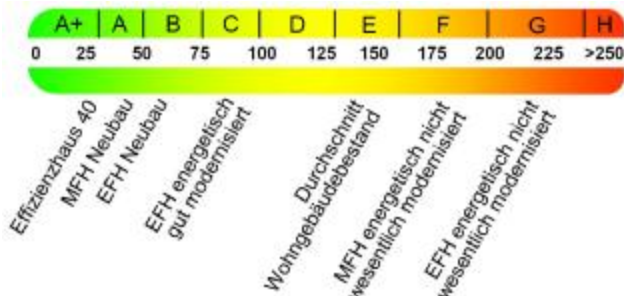 A+ A B C D E F G H
0 25 50 75 100 125 150 175 200 225 >250
Effizienzhaus 40
MFH Neubau
EFH Neubau
EFH energetisch
gut modernisiert
Durchschnitt
Wohngebäudebestand
MFH energetisch nicht
wesentlich modernisiert
EFH energetisch nicht
wesentlich modernisiert